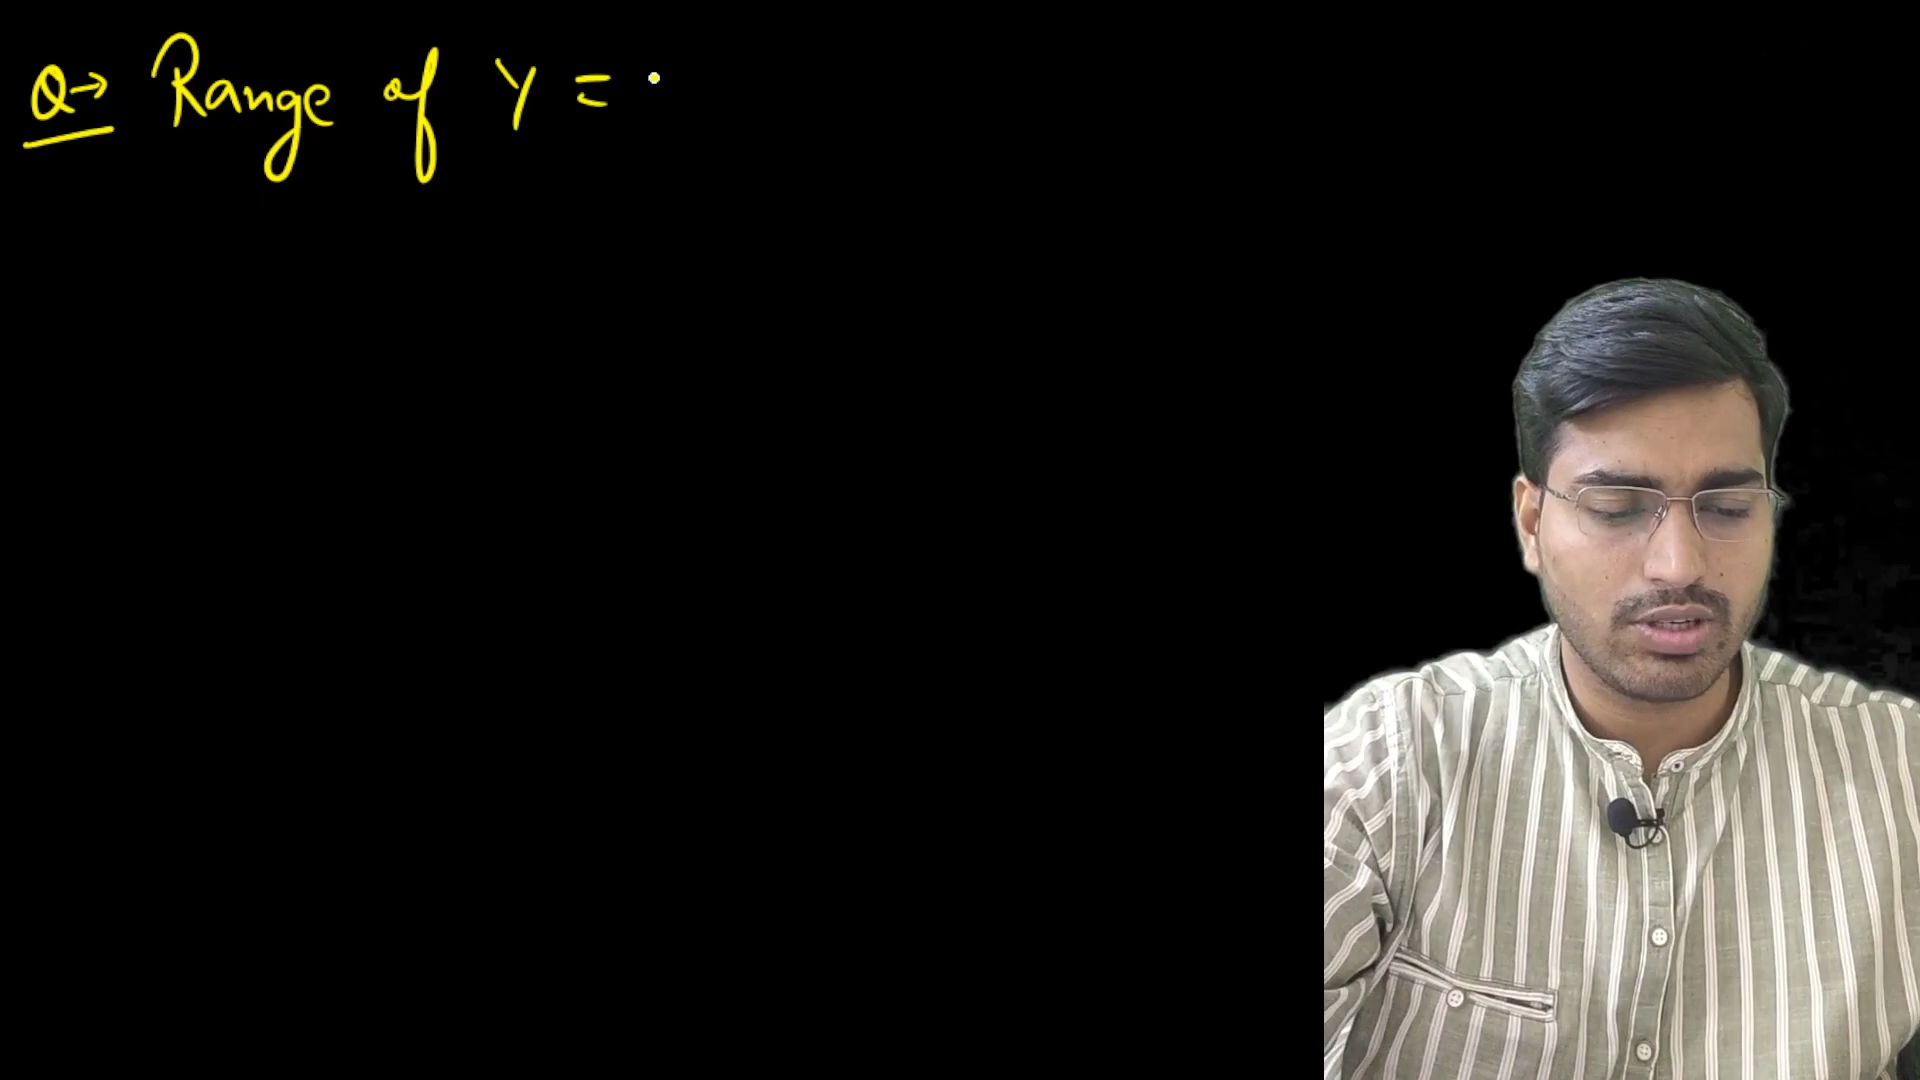 Q→ Range of y =